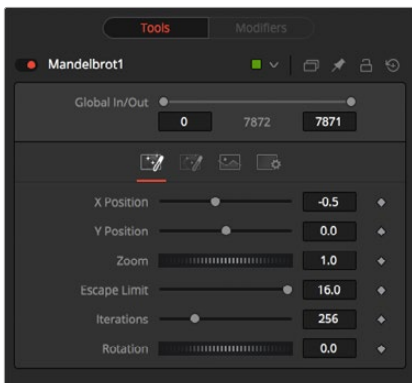 Tools Modifiers
Mandelbrot1
Global In/Out
0 7872 7871
X Position -0.5
Y Position 0.0
Zoom 1.0
Escape Limit 16.0
Iterations 256
Rotation 0.0